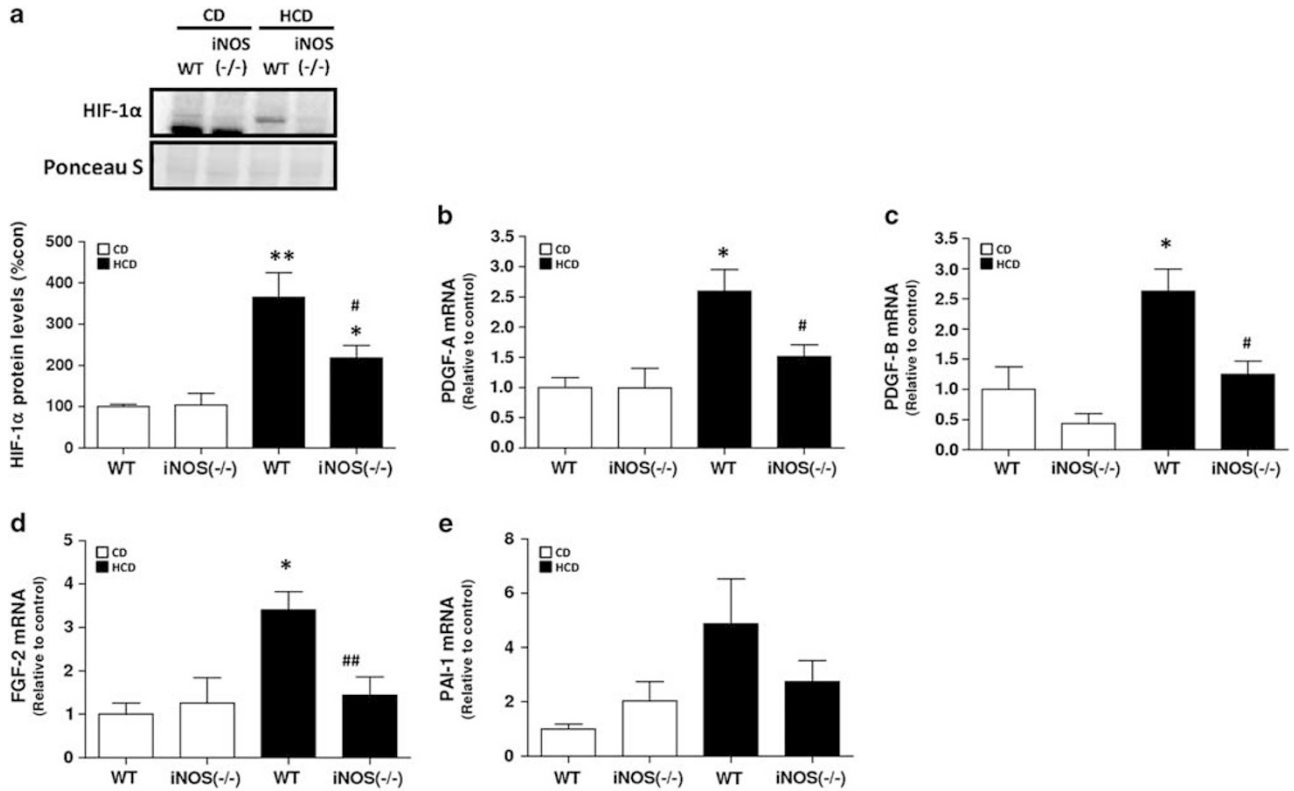 a
CD HCD
WT iNOS (-/-) WT iNOS (-/-)
HIF-1α
Ponceau S
HIF-1α protein levels (%con)
500
400
300
200
100
0
CD
HCD
**
#
*
WT iNOS(-/-) WT iNOS(-/-)
b
PDGF-A mRNA
(Relative to control)
3.5
3.0
2.5
2.0
1.5
1.0
0.5
0.0
CD
HCD
*
#
WT iNOS(-/-) WT iNOS(-/-)
c
PDGF-B mRNA
(Relative to control)
3.5
3.0
2.5
2.0
1.5
1.0
0.5
0.0
CD
HCD
*
#
WT iNOS(-/-) WT iNOS(-/-)
d
FGF-2 mRNA
(Relative to control)
5
4
3
2
1
0
CD
HCD
*
##
WT iNOS(-/-) WT iNOS(-/-)
e
PAI-1 mRNA
(Relative to control)
8
6
4
2
0
CD
HCD
WT iNOS(-/-) WT iNOS(-/-)